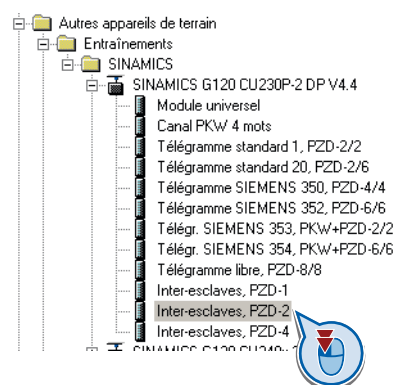 Autres appareils de terrain
Entraînements
SINAMICS
SINAMICS G120 CU230P-2 DP V4.4
Module universel
Canal PKW 4 mots
Télégramme standard 1, PZD-2/2
Télégramme standard 20, PZD-2/6
Télégramme SIEMENS 350, PZD-4/4
Télégramme SIEMENS 352, PZD-6/6
Télégr. SIEMENS 353, PKW+PZD-2/2
Télégr. SIEMENS 354, PKW+PZD-6/6
Télégramme libre, PZD-8/8
Inter-esclaves, PZD-1
Inter-esclaves, PZD-2
Inter-esclaves, PZD-4
SINAMICS G120 CU240x-2